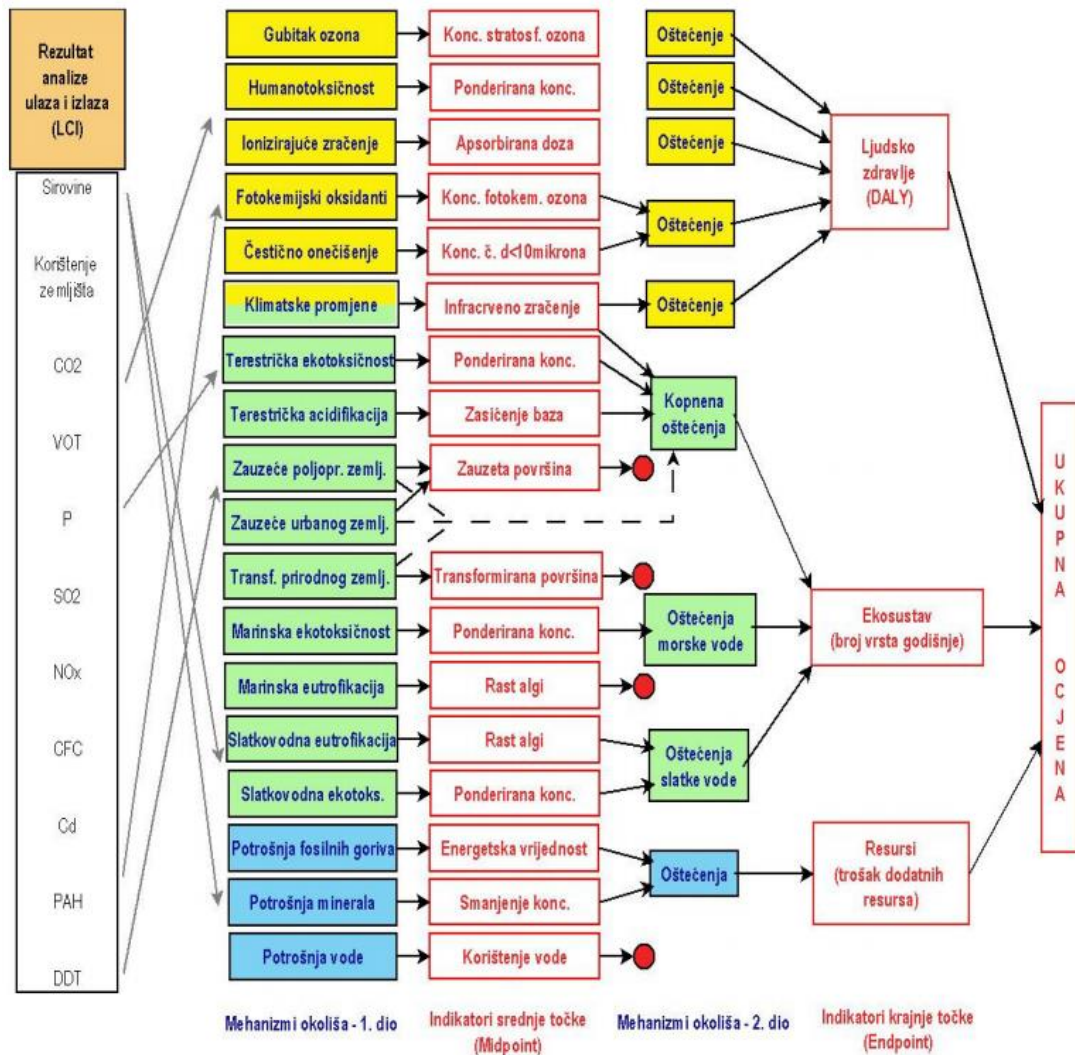 Rezultat
analize
ulaza i izlaza
(LCI)
Sirovine
Korištenje
zemljišta
CO2
VOT
P
SO2
NOx
CFC
Cd
PAH
DDT
Gubitak ozona
Humanotoksičnost
Ionizirajuće zračenje
Fotokemijski oksidanti
Čestično onečišenje
Klimatske promjene
Terestrička ekotoksičnost
Terestrička acidifikacija
Zauzeće poljopr. zemlj.
Zauzeće urbanog zemlj.
Transf. prirodnog zemlj.
Marinska ekotoksičnost
Marinska eutrofikacija
Slatkovodna eutrofikacija
Slatkovodna ekotoks.
Potrošnja fosilnih goriva
Potrošnja minerala
Potrošnja vode
Mehanizmi okoliša - 1. dio
Konc. stratosf. ozona
Ponderirana konc.
Apsorbirana doza
Konc. fotokem. ozona
Konc. č. d<10mikrona
Infracrveno zračenje
Ponderirana konc.
Zasićenje baza
Zauzeta površina
Transformirana površina
Ponderirana konc.
Rast algi
Rast algi
Ponderirana konc.
Energetska vrijednost
Smanjenje konc.
Korištenje vode
Indikatori srednje točke
(Midpoint)
Oštećenje
Oštećenje
Oštećenje
Oštećenje
Oštećenje
Kopnena
oštećenja
Oštećenja
morske vode
Oštećenja
slatke vode
Oštećenja
Mehanizmi okoliša - 2. dio
Ljudsko
zdravlje
(DALY)
Ekosustav
(broj vrsta godišnje)
Resursi
(trošak dodatnih
resursa)
Indikatori krajnje točke
(Endpoint)
UKUPNA OCJENA